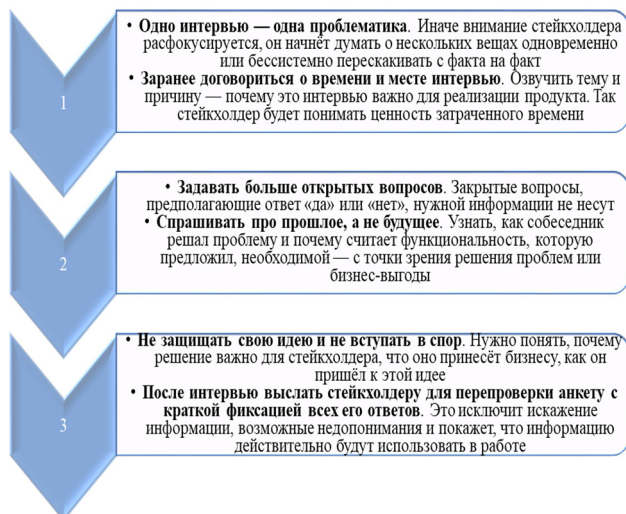 • Одно интервью — одна проблематика. Иначе внимание стейкхолдера
расфокусируется, он начнёт думать о нескольких вещах одновременно
или бессистемно перескакивать с факта на факт
• Заранее договориться о времени и месте интервью. Озвучить тему и
причину — почему это интервью важно для реализации продукта. Так
стейкхолдер будет понимать ценность затраченного времени
1
• Задавать больше открытых вопросов. Закрытые вопросы,
предполагающие ответ «да» или «нет», нужной информации не несут
• Спрашивать про прошлое, а не будущее. Узнать, как собеседник
решал проблему и почему считает функциональность, которую
предложил, необходимой — с точки зрения решения проблем или
бизнес-выгоды
2
• Не защищать свою идею и не вступать в спор. Нужно понять, почему
решение важно для стейкхолдера, что оно принесёт бизнесу, как он
пришёл к этой идее
• После интервью выслать стейкхолдеру для перепроверки анкету с
краткой фиксацией всех его ответов. Это исключит искажение
информации, возможные недопонимания и покажет, что информацию
действительно будут использовать в работе
3